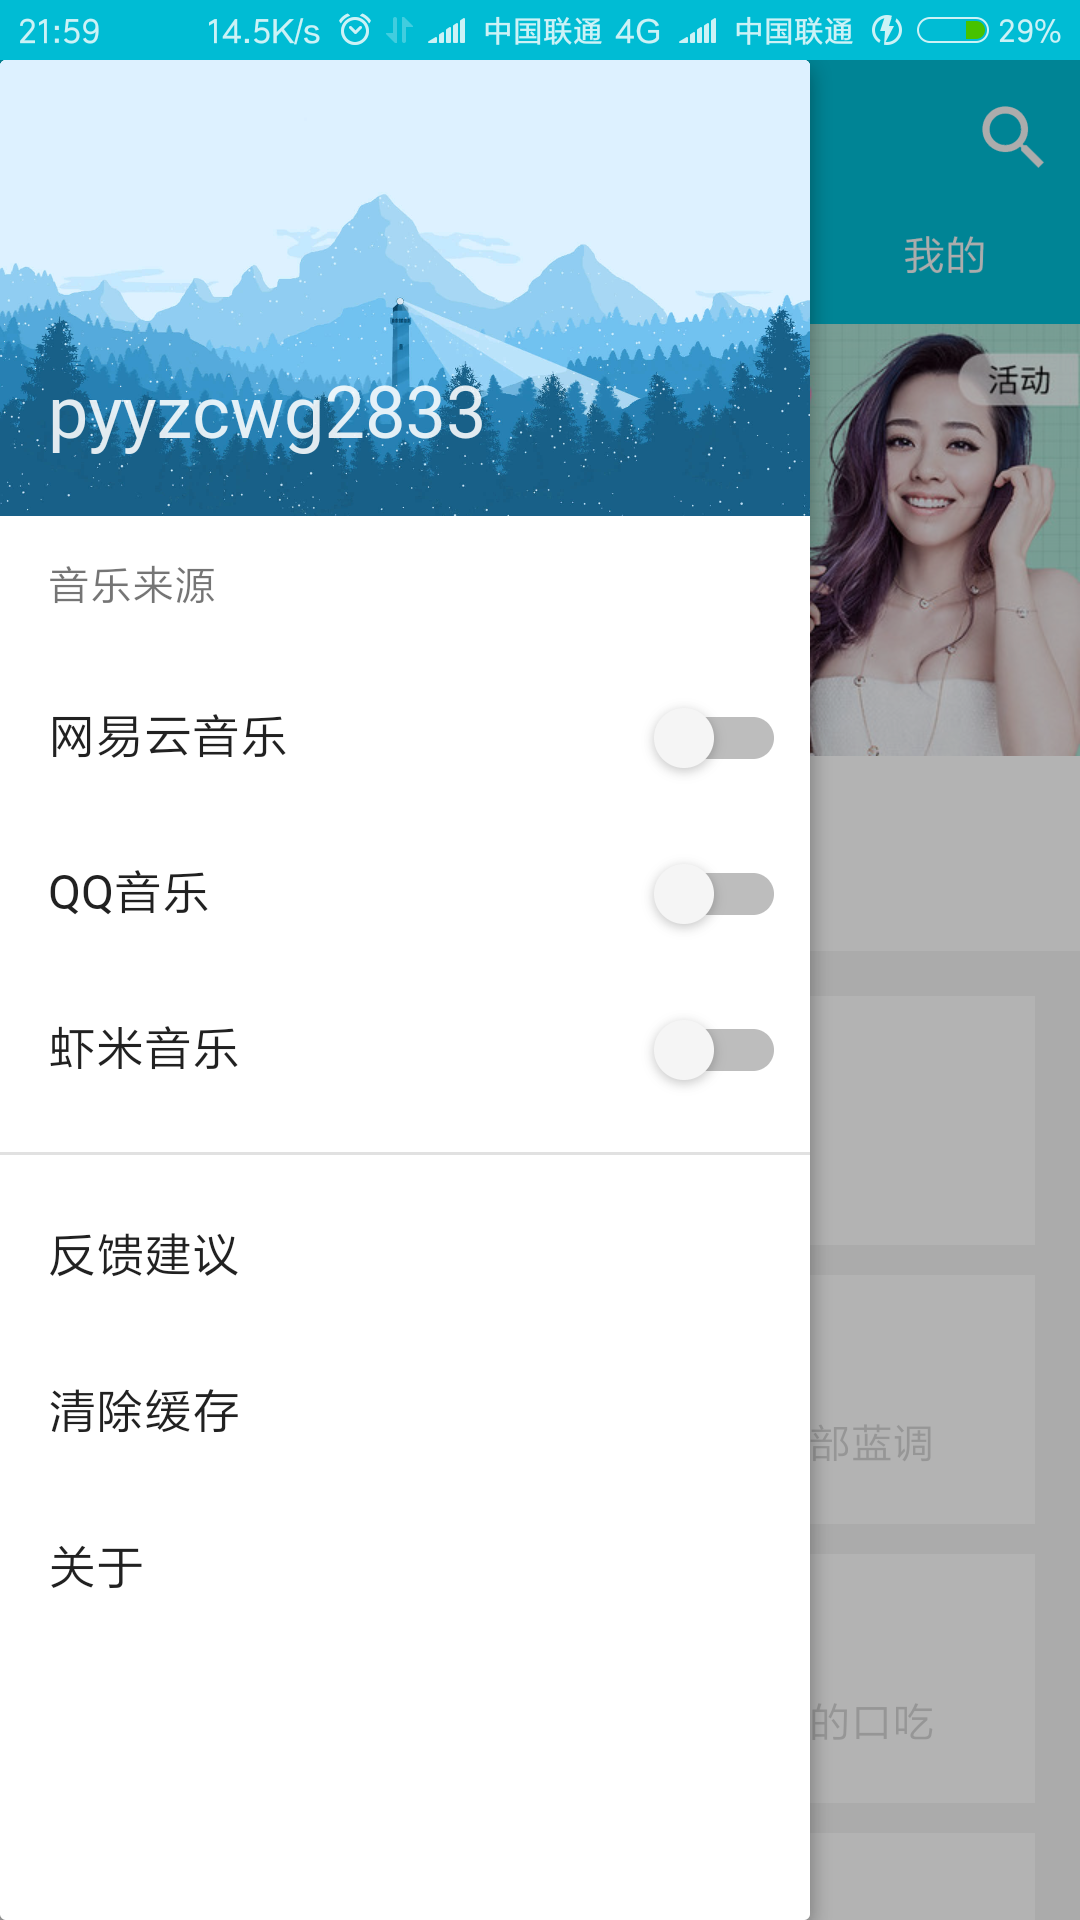 21:59 14.5K/s 中国联通 4G 中国联通 29%
我的
活动
pyyzcwg2833
音乐来源
网易云音乐
QQ音乐
虾米音乐
反馈建议
清除缓存
部蓝调
关于
的口吃